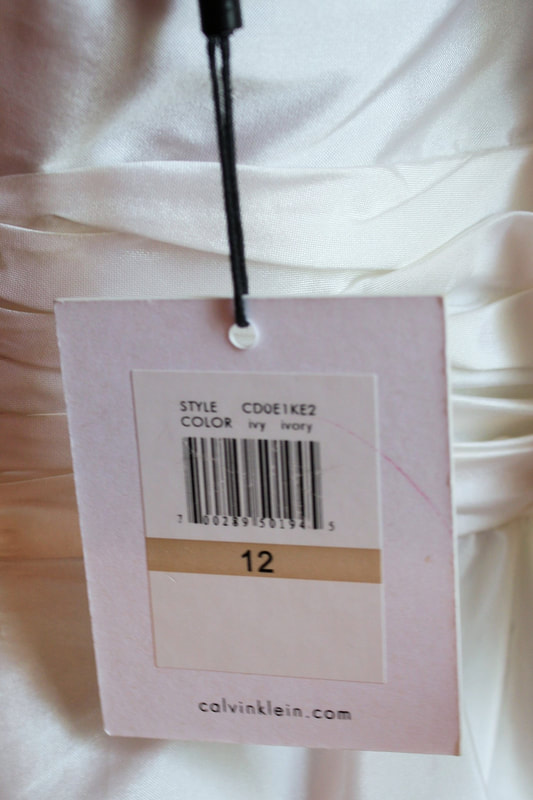 STYLE CD0E1KE2
COLOR ivy ivory
7 00289 50194 5
12
calvinklein.com